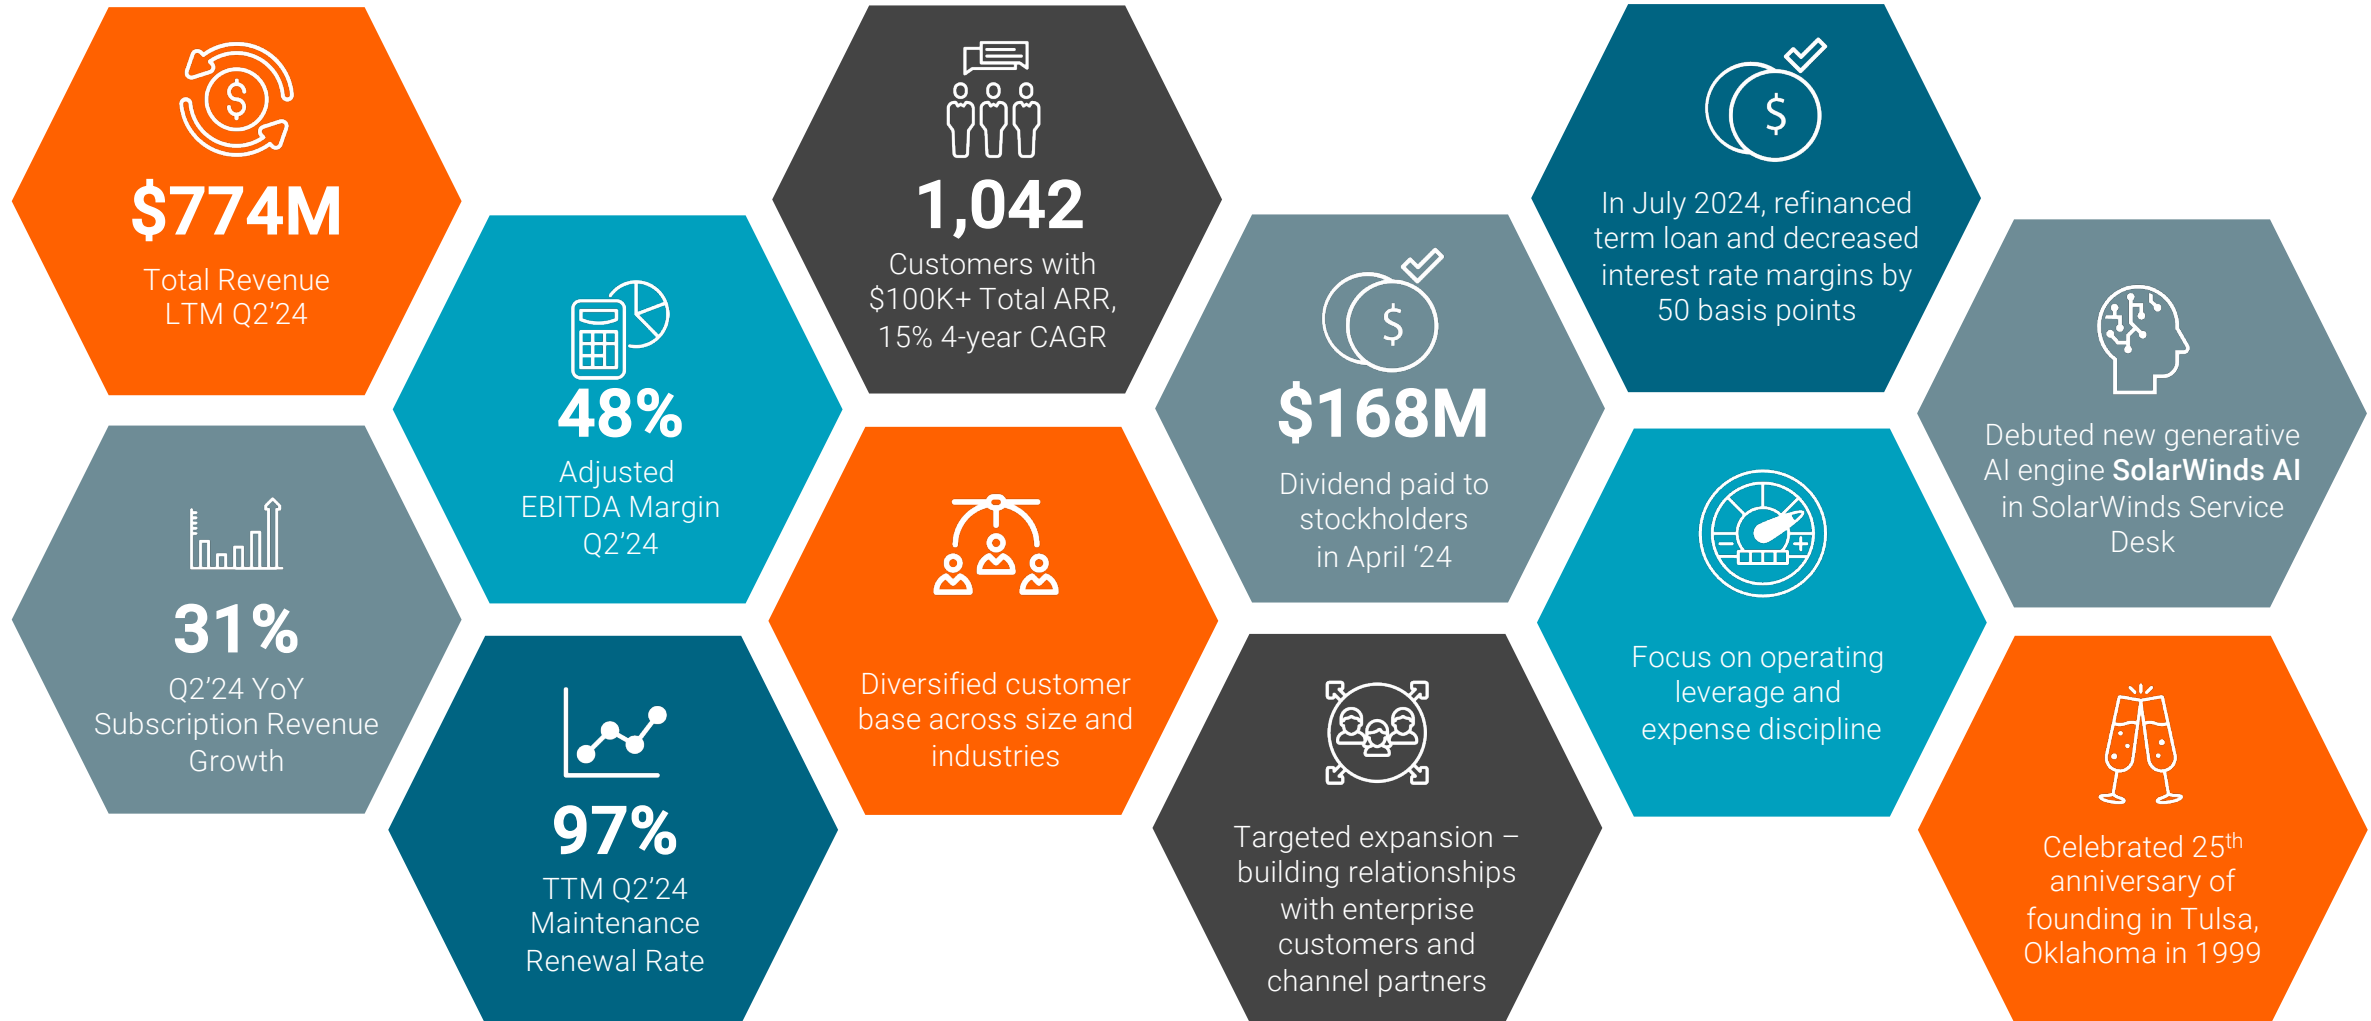 $774M
Total Revenue
LTM Q2’24
31%
Q2’24 YoY
Subscription Revenue
Growth
48%
Adjusted
EBITDA Margin
Q2’24
97%
TTM Q2’24
Maintenance
Renewal Rate
1,042
Customers with
$100K+ Total ARR,
15% 4-year CAGR
Diversified customer
base across size and
industries
$168M
Dividend paid to
stockholders
in April ‘24
Targeted expansion –
building relationships
with enterprise
customers and
channel partners
In July 2024, refinanced
term loan and decreased
interest rate margins by
50 basis points
Focus on operating
leverage and
expense discipline
Debuted new generative
AI engine SolarWinds AI
in SolarWinds Service
Desk
Celebrated 25th
anniversary of
founding in Tulsa,
Oklahoma in 1999